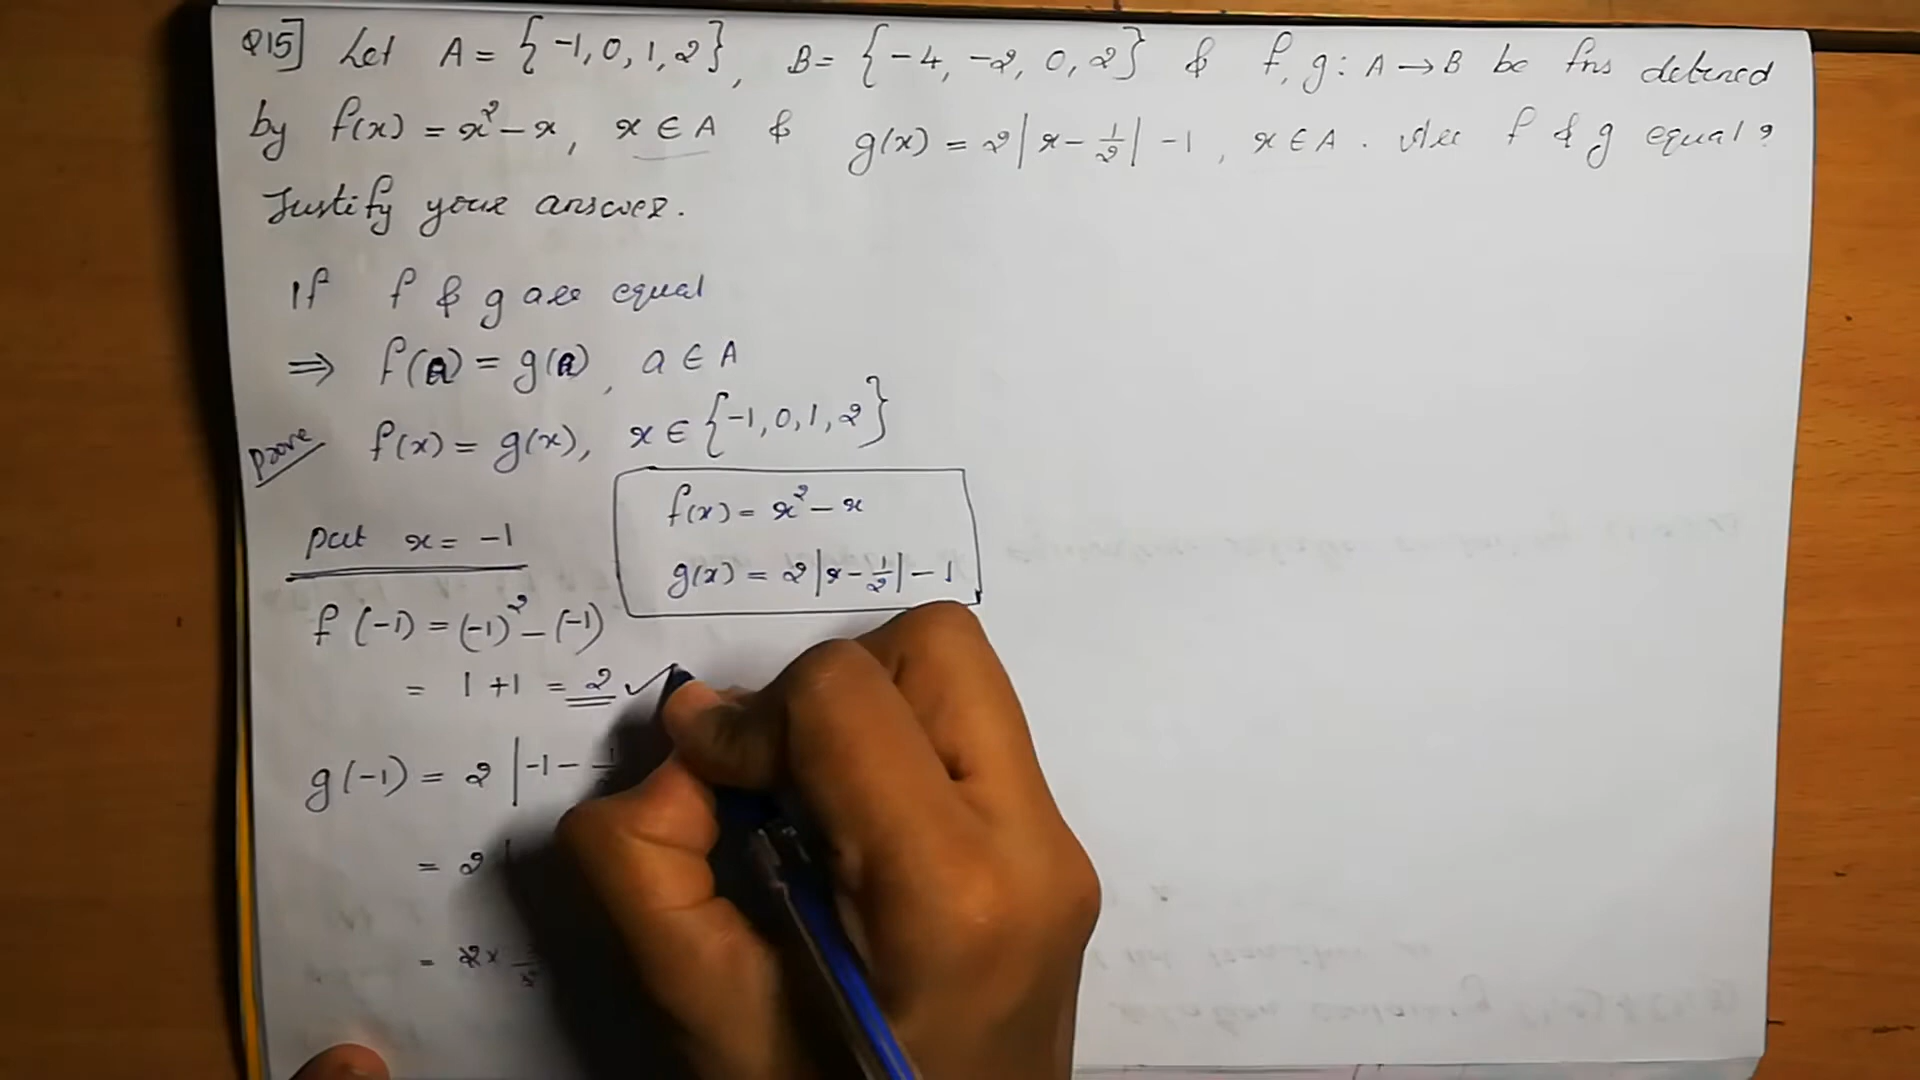 Q15] Let A = {-1, 0, 1, 2}, B = {-4, -2, 0, 2} & f, g : A → B be fns defined
by f(x) = x² - x, x ∈ A & g(x) = 2|x - 1/2| - 1, x ∈ A. Are f & g equal?
Justify your answer.
If f & g are equal
⇒ f(a) = g(a), a ∈ A
Prove f(x) = g(x), x ∈ {-1, 0, 1, 2}
f(x) = x² - x
g(x) = 2|x - 1/2| - 1
put x = -1
f(-1) = (-1)² - (-1)
= 1 + 1 = 2 ✓
g(-1) = 2 |-1 - 1
= 2 |
= 2 ×